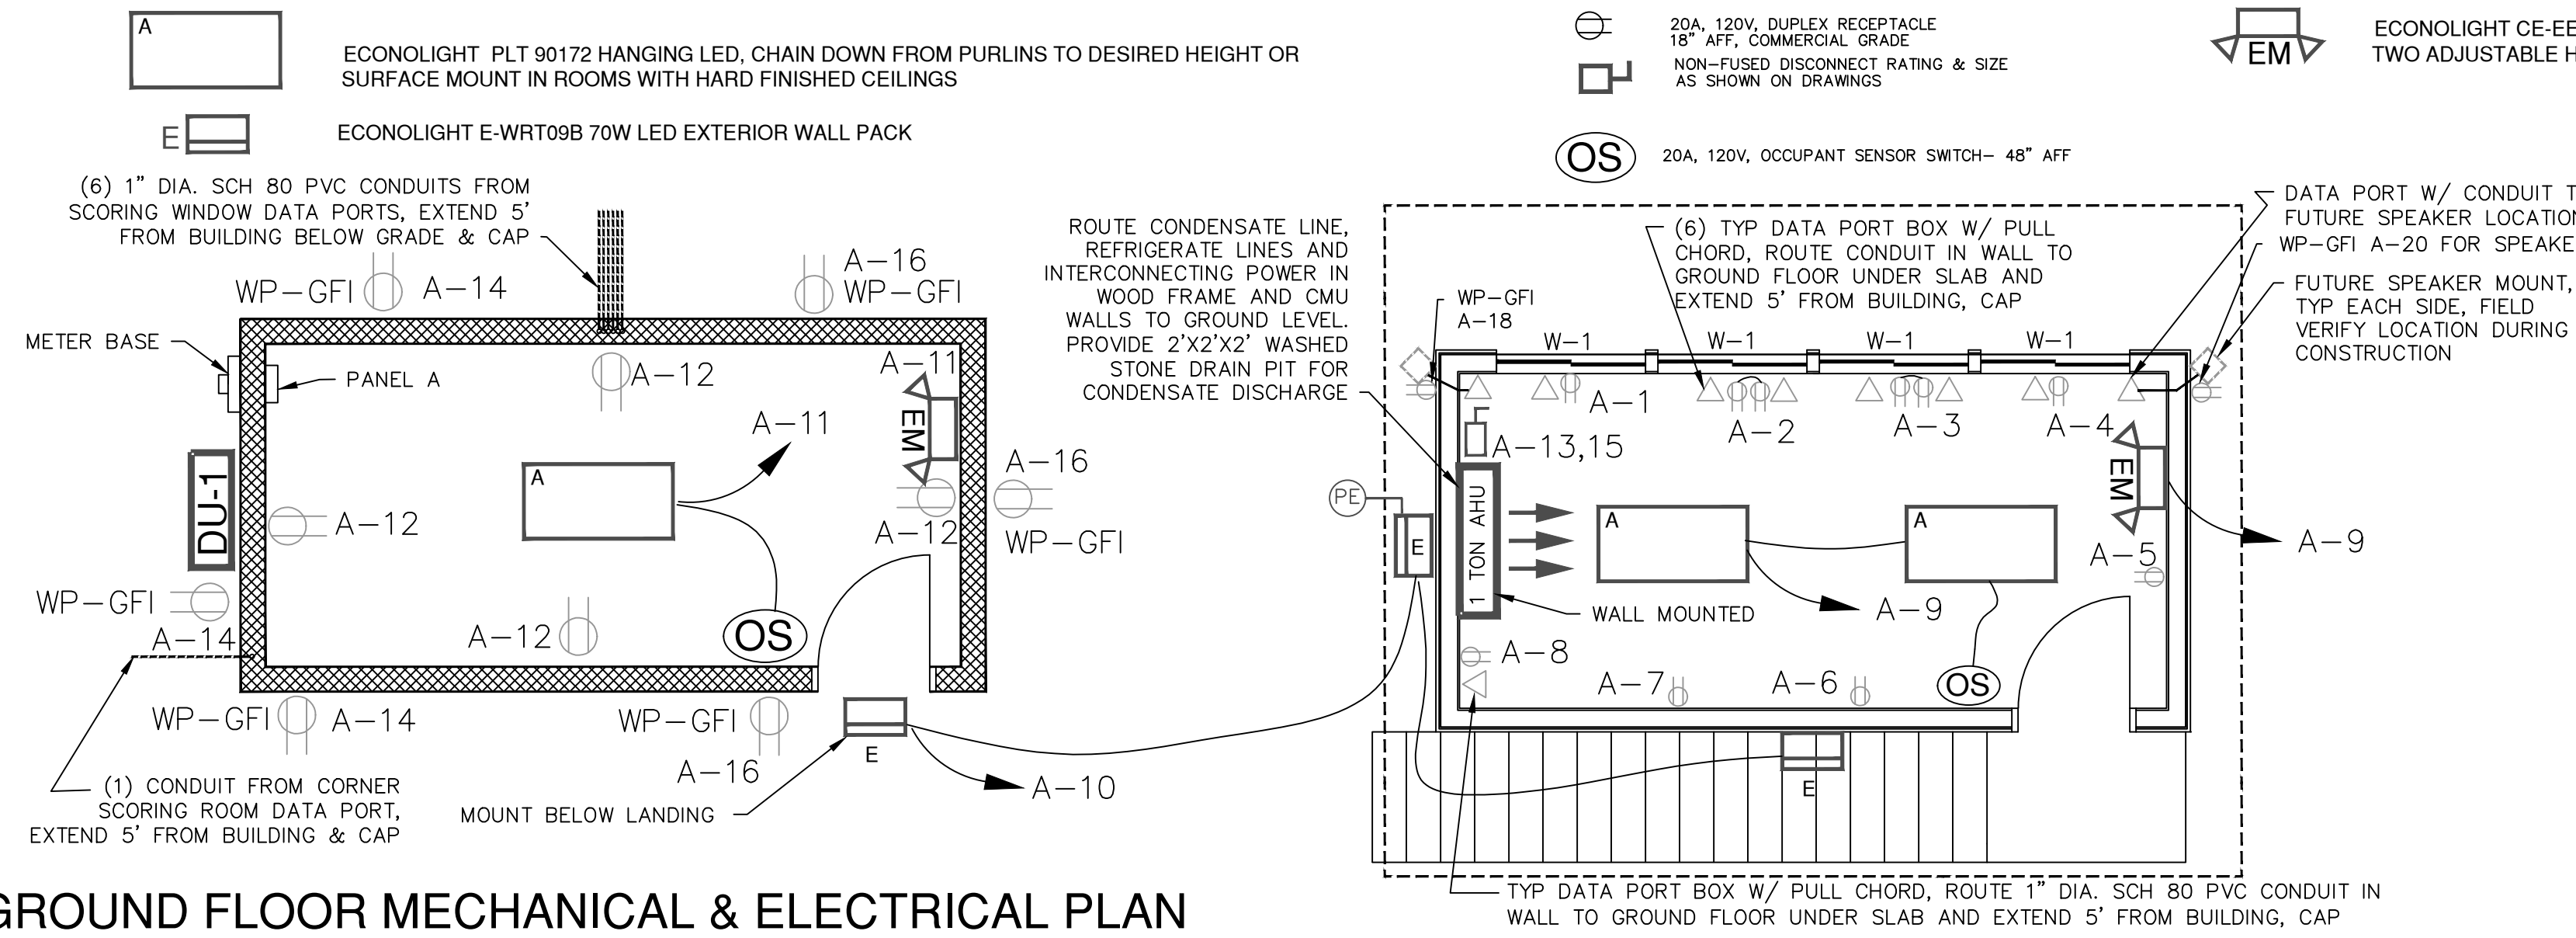 A
ECONOLIGHT PLT 90172 HANGING LED, CHAIN DOWN FROM PURLINS TO DESIRED HEIGHT OR
SURFACE MOUNT IN ROOMS WITH HARD FINISHED CEILINGS
E
ECONOLIGHT E-WRT09B 70W LED EXTERIOR WALL PACK
20A, 120V, DUPLEX RECEPTACLE
18" AFF, COMMERCIAL GRADE
NON-FUSED DISCONNECT RATING & SIZE
AS SHOWN ON DRAWINGS
OS
20A, 120V, OCCUPANT SENSOR SWITCH- 48" AFF
EM
ECONOLIGHT CE-EE
TWO ADJUSTABLE H
(6) 1" DIA. SCH 80 PVC CONDUITS FROM
SCORING WINDOW DATA PORTS, EXTEND 5'
FROM BUILDING BELOW GRADE & CAP
WP-GFI
A-14
A-16
WP-GFI
METER BASE
PANEL A
A-12
A-11
EM
A-11
A
DU-1
A-12
A-12
A-16
WP-GFI
WP-GFI
A-14
A-12
OS
WP-GFI
A-14
WP-GFI
A-16
E
A-10
MOUNT BELOW LANDING
(1) CONDUIT FROM CORNER
SCORING ROOM DATA PORT,
EXTEND 5' FROM BUILDING & CAP
GROUND FLOOR MECHANICAL & ELECTRICAL PLAN
ROUTE CONDENSATE LINE,
REFRIGERATE LINES AND
INTERCONNECTING POWER IN
WOOD FRAME AND CMU
WALLS TO GROUND LEVEL.
PROVIDE 2'X2'X2' WASHED
STONE DRAIN PIT FOR
CONDENSATE DISCHARGE
(6) TYP DATA PORT BOX W/ PULL
CHORD, ROUTE CONDUIT IN WALL TO
GROUND FLOOR UNDER SLAB AND
EXTEND 5' FROM BUILDING, CAP
DATA PORT W/ CONDUIT T
FUTURE SPEAKER LOCATION
WP-GFI A-20 FOR SPEAKE
FUTURE SPEAKER MOUNT,
TYP EACH SIDE, FIELD
VERIFY LOCATION DURING
CONSTRUCTION
WP-GFI
A-18
W-1
W-1
W-1
W-1
A-1
A-2
A-3
A-4
A-13,15
EM
PE
E
1 TON AHU
A
A
A-9
A-5
A-9
WALL MOUNTED
A-8
A-7
A-6
OS
E
TYP DATA PORT BOX W/ PULL CHORD, ROUTE 1" DIA. SCH 80 PVC CONDUIT IN
WALL TO GROUND FLOOR UNDER SLAB AND EXTEND 5' FROM BUILDING, CAP